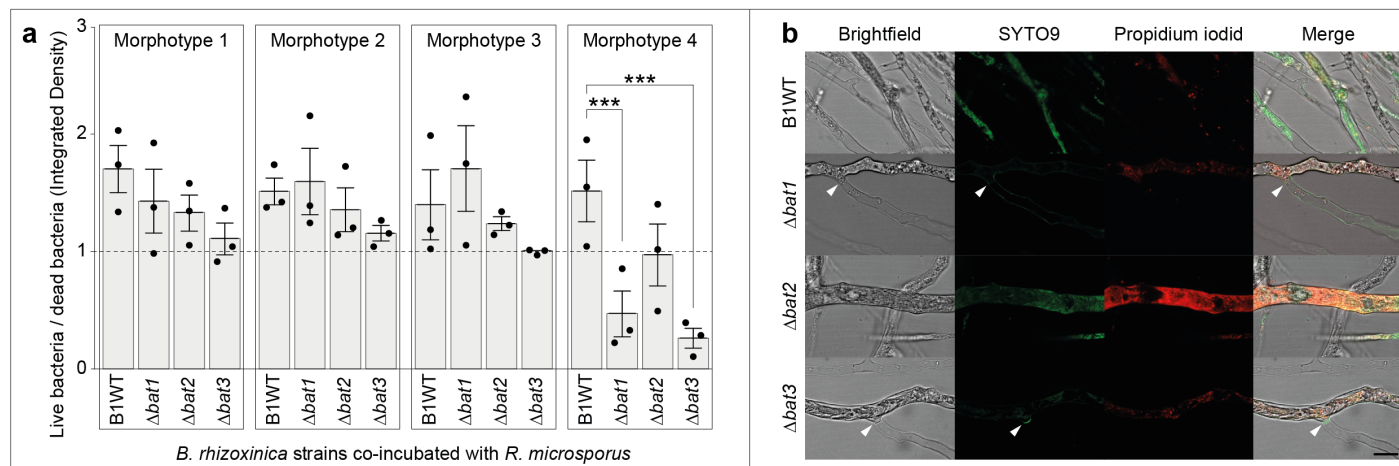 a
Live bacteria / dead bacteria (Integrated Density)
3
2
1
0
Morphotype 1
Morphotype 2
Morphotype 3
Morphotype 4
***
***
B1WT Δbat1 Δbat2 Δbat3
B1WT Δbat1 Δbat2 Δbat3
B1WT Δbat1 Δbat2 Δbat3
B1WT Δbat1 Δbat2 Δbat3
B. rhizoxinica strains co-incubated with R. microsporus
b
Brightfield SYTO9 Propidium iodid Merge
B1WT
Δbat1
Δbat2
Δbat3